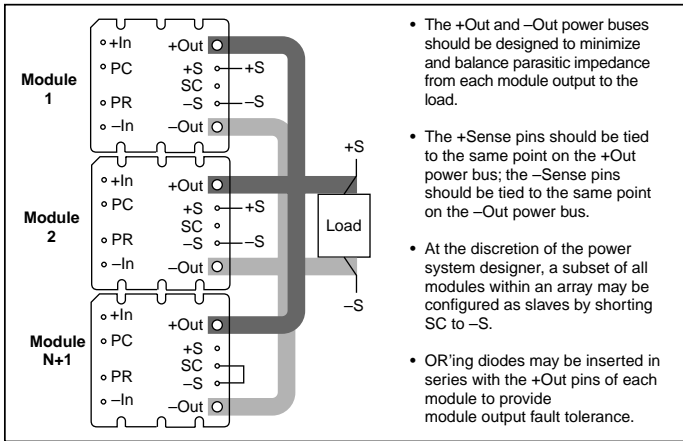 Module
1
+In
PC
PR
–In
+Out
+S
SC
–S
–Out
+S
–S
Module
2
+In
PC
PR
–In
+Out
+S
SC
–S
–Out
+S
–S
Module
N+1
+In
PC
PR
–In
+Out
+S
SC
–S
–Out
+S
Load
–S
• The +Out and –Out power buses
should be designed to minimize
and balance parasitic impedance
from each module output to the
load.
• The +Sense pins should be tied
to the same point on the +Out
power bus; the –Sense pins
should be tied to the same point
on the –Out power bus.
• At the discretion of the power
system designer, a subset of all
modules within an array may be
configured as slaves by shorting
SC to –S.
• OR'ing diodes may be inserted in
series with the +Out pins of each
module to provide
module output fault tolerance.